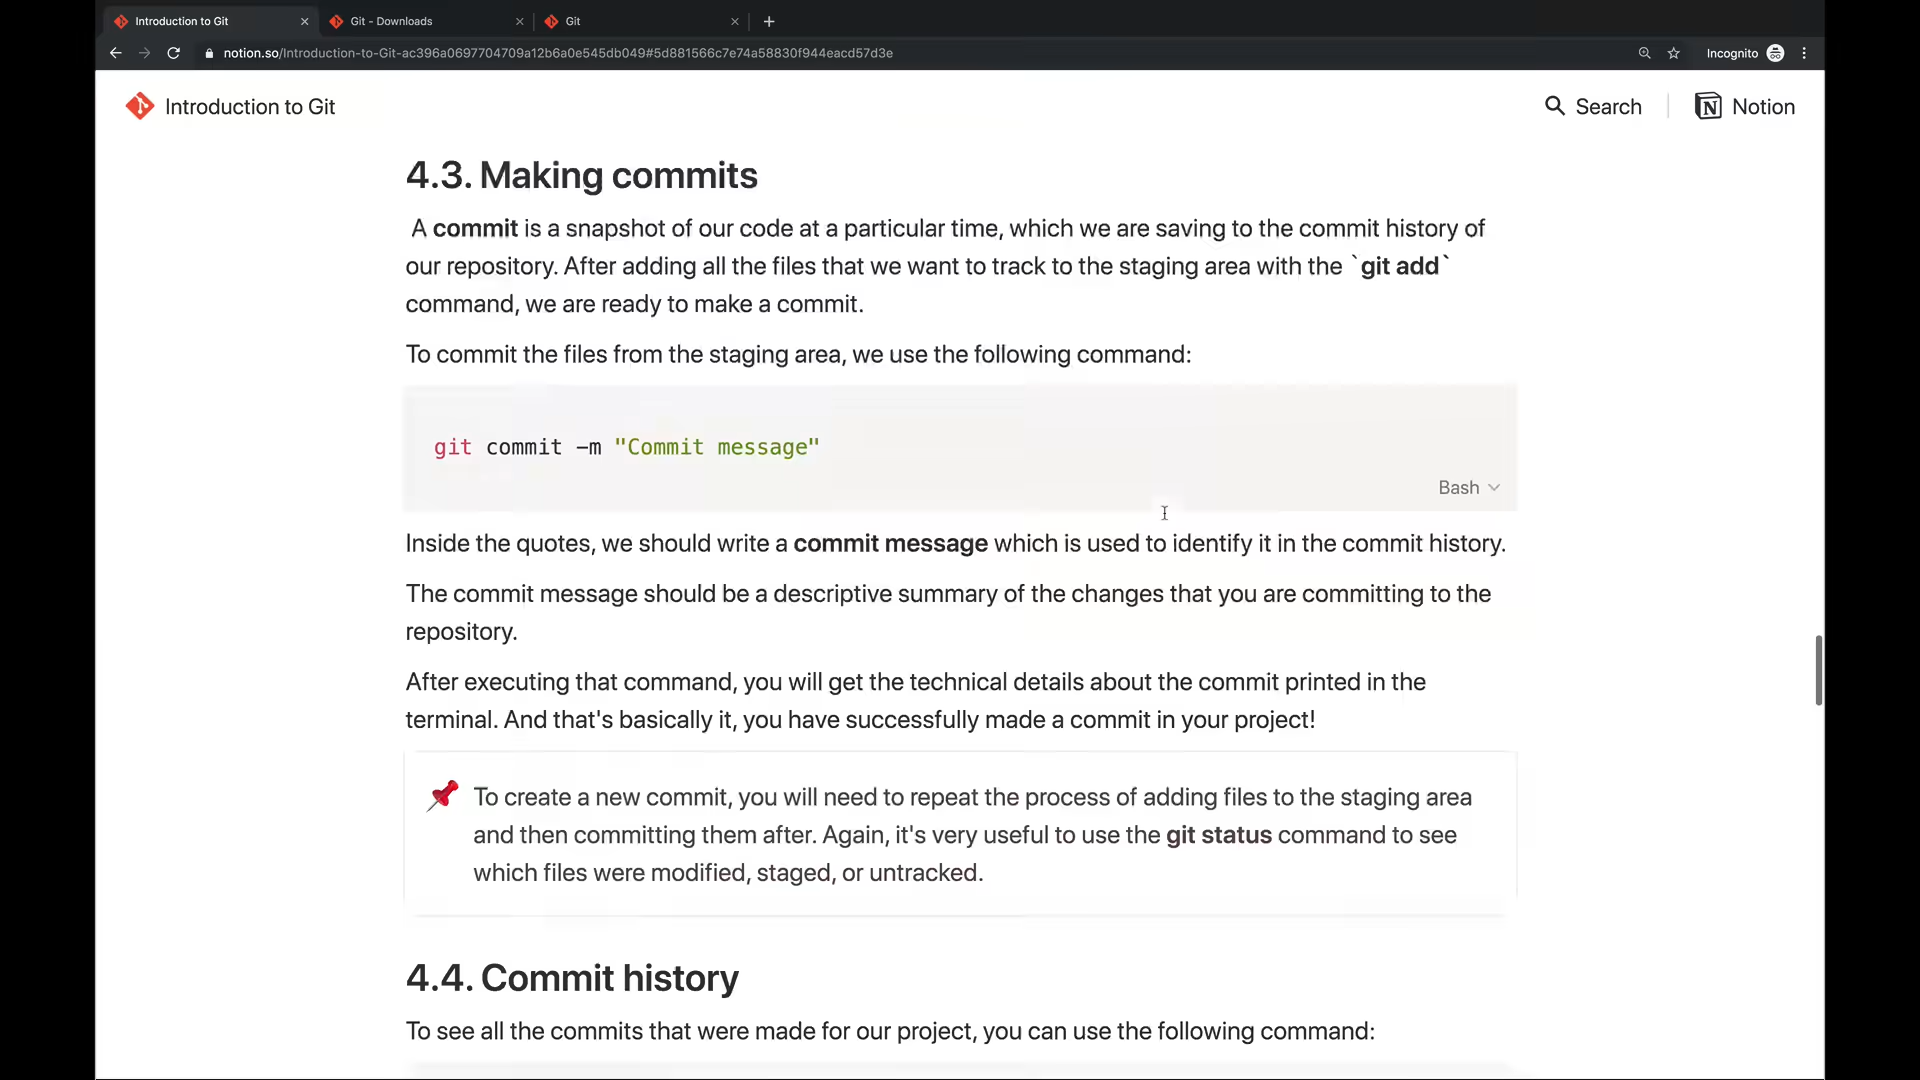 Introduction to Git
Git - Downloads
Git
notion.so/Introduction-to-Git-ac396a0697704709a12b6a0e545db049#5d881566c7e74a58830f944eacd57d3e
Incognito
Introduction to Git
Search
Notion
4.3. Making commits
A commit is a snapshot of our code at a particular time, which we are saving to the commit history of
our repository. After adding all the files that we want to track to the staging area with the `git add`
command, we are ready to make a commit.
To commit the files from the staging area, we use the following command:
git commit -m "Commit message"
Bash
Inside the quotes, we should write a commit message which is used to identify it in the commit history.
The commit message should be a descriptive summary of the changes that you are committing to the
repository.
After executing that command, you will get the technical details about the commit printed in the
terminal. And that's basically it, you have successfully made a commit in your project!
To create a new commit, you will need to repeat the process of adding files to the staging area
and then committing them after. Again, it's very useful to use the git status command to see
which files were modified, staged, or untracked.
4.4. Commit history
To see all the commits that were made for our project, you can use the following command: